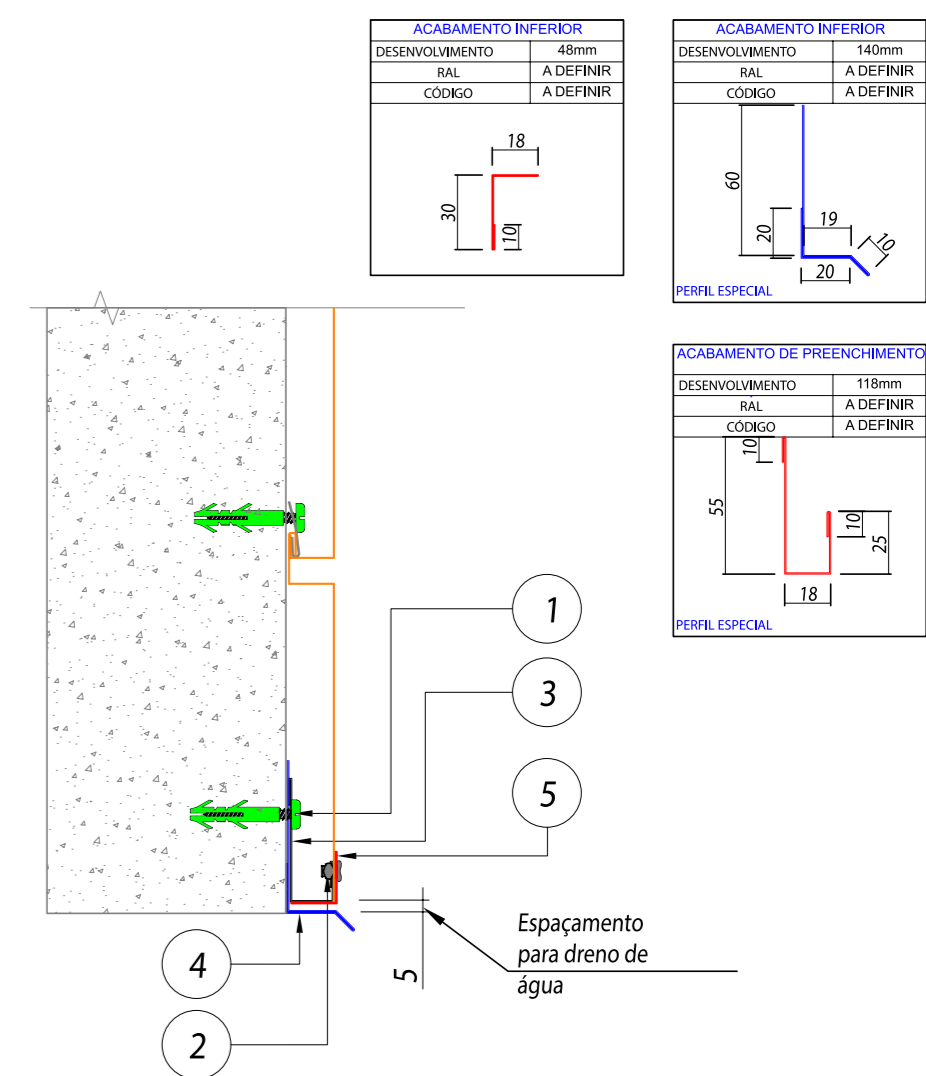 ACABAMENTO INFERIOR
DESENVOLVIMENTO 48mm
RAL A DEFINIR
CÓDIGO A DEFINIR
18
30
10
ACABAMENTO INFERIOR
DESENVOLVIMENTO 140mm
RAL A DEFINIR
CÓDIGO A DEFINIR
60
20
19
10
20
PERFIL ESPECIAL
ACABAMENTO DE PREENCHIMENTO
DESENVOLVIMENTO 118mm
RAL A DEFINIR
CÓDIGO A DEFINIR
10
55
10
25
18
PERFIL ESPECIAL
1
3
5
4
2
5
Espaçamento
para dreno de
água